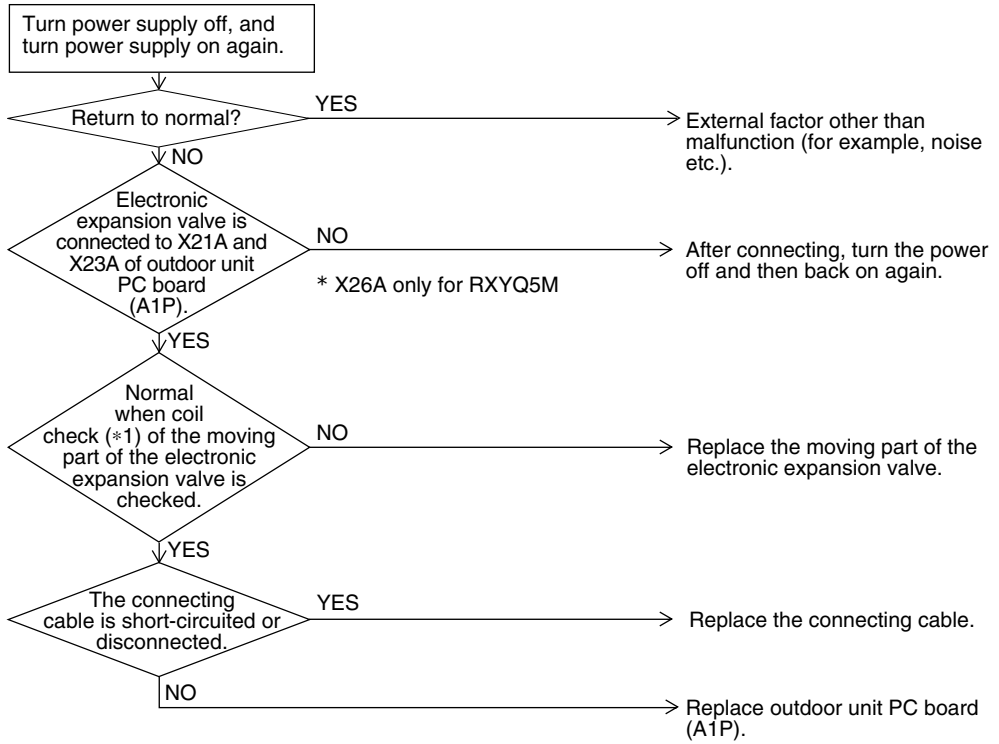 Turn power supply off, and
turn power supply on again.
Return to normal?
YES
External factor other than
malfunction (for example, noise
etc.).
NO
Electronic
expansion valve is
connected to X21A and
X23A of outdoor unit
PC board
(A1P).
NO
* X26A only for RXYQ5M
After connecting, turn the power
off and then back on again.
YES
Normal
when coil
check (*1) of the moving
part of the electronic
expansion valve is
checked.
NO
Replace the moving part of the
electronic expansion valve.
YES
The connecting
cable is short-circuited or
disconnected.
YES
Replace the connecting cable.
NO
Replace outdoor unit PC board
(A1P).